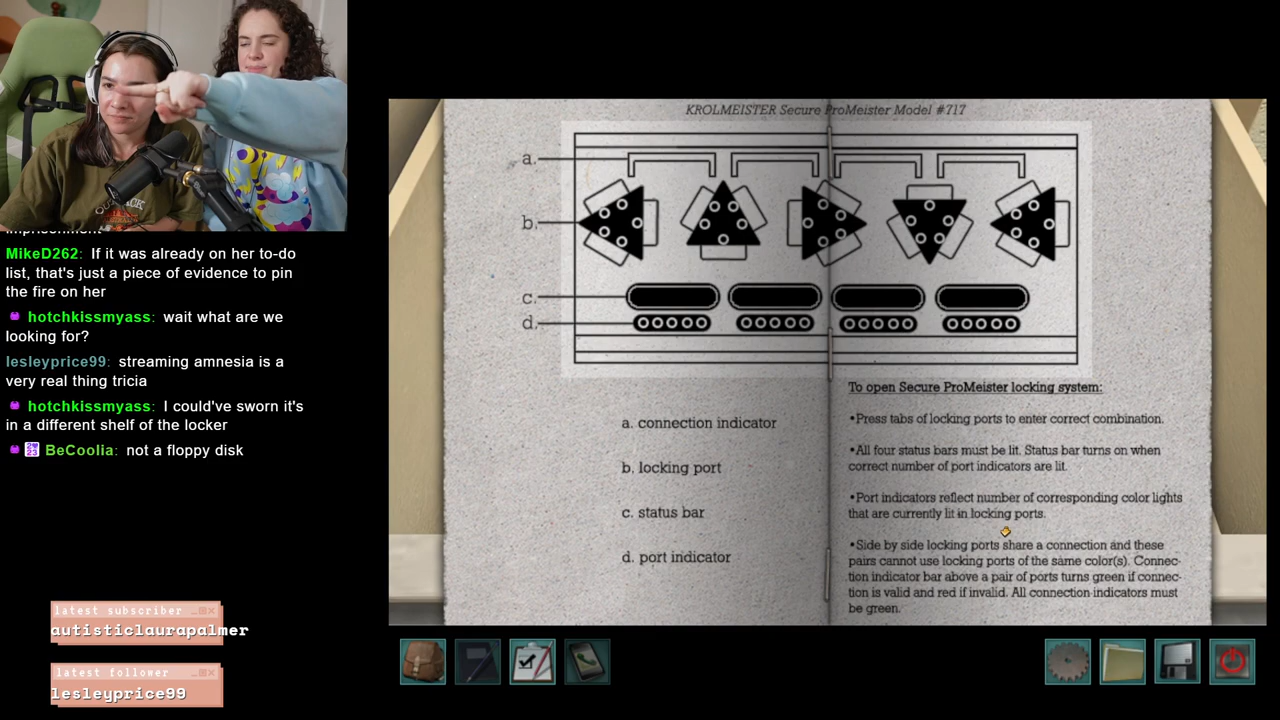 imprisonment
MikeD262: If it was already on her to-do
list, that's just a piece of evidence to pin
the fire on her
hotchkissmyass: wait what are we
looking for?
lesleyprice99: streaming amnesia is a
very real thing tricia
hotchkissmyass: I could've sworn it's
in a different shelf of the locker
BeCoolia: not a floppy disk
latest subscriber
autisticlaurapalmer
latest follower
lesleyprice99
KROLMEISTER Secure ProMeister Model #717
a.
b.
c.
d.
a. connection indicator
b. locking port
c. status bar
d. port indicator
To open Secure ProMeister locking system:
•Press tabs of locking ports to enter correct combination.
•All four status bars must be lit. Status bar turns on when
correct number of port indicators are lit.
•Port indicators reflect number of corresponding color lights
that are currently lit in locking ports.
•Side by side locking ports share a connection and these
pairs cannot use locking ports of the same color(s). Connec-
tion indicator bar above a pair of ports turns green if connec-
tion is valid and red if invalid. All connection indicators must
be green.